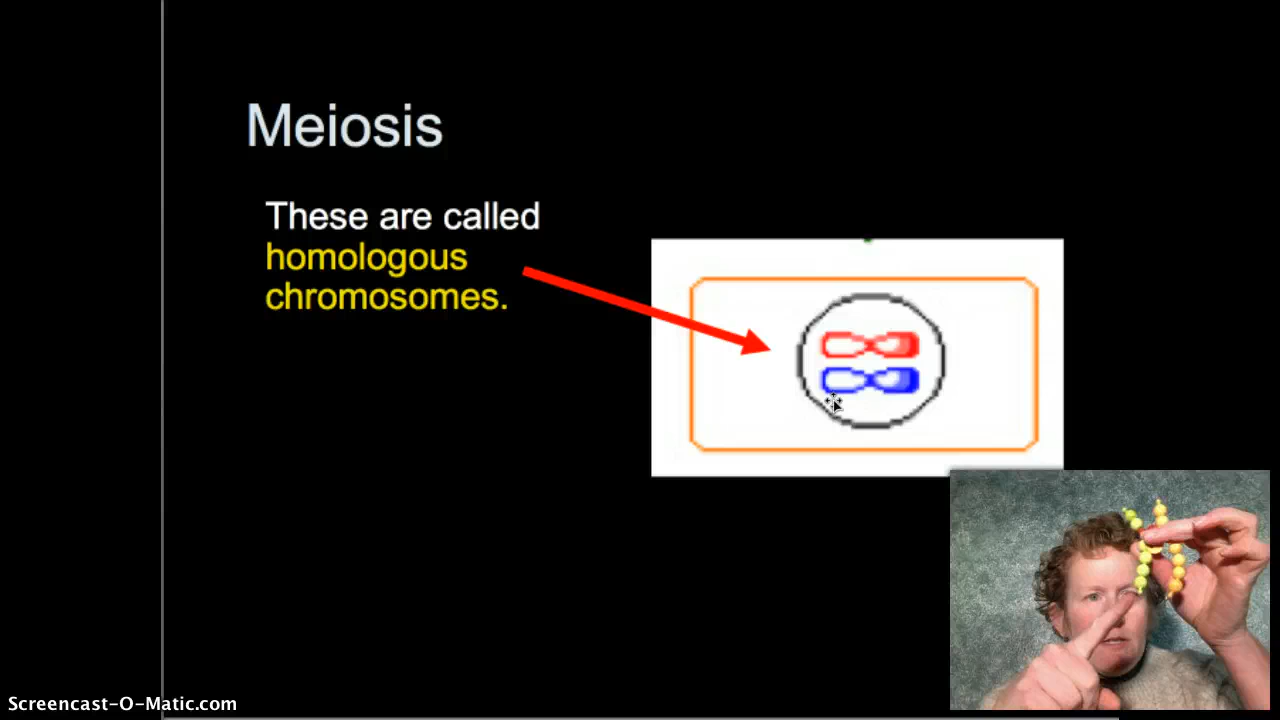 Meiosis
These are called
homologous
chromosomes.
Screencast-O-Matic.com